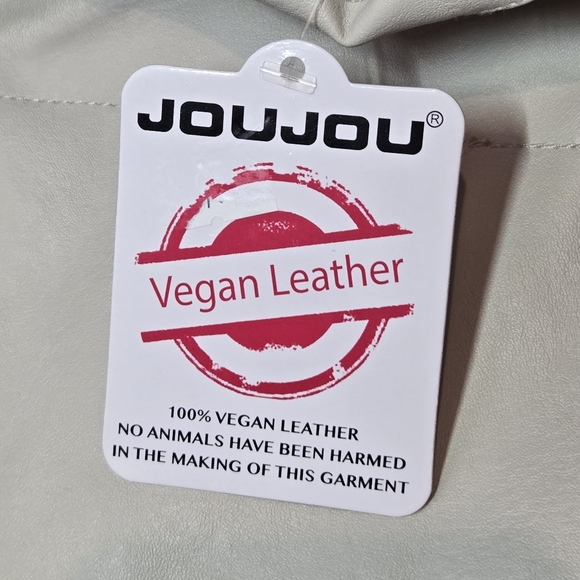 JOUJOU®
Vegan Leather
100% VEGAN LEATHER
NO ANIMALS HAVE BEEN HARMED
IN THE MAKING OF THIS GARMENT